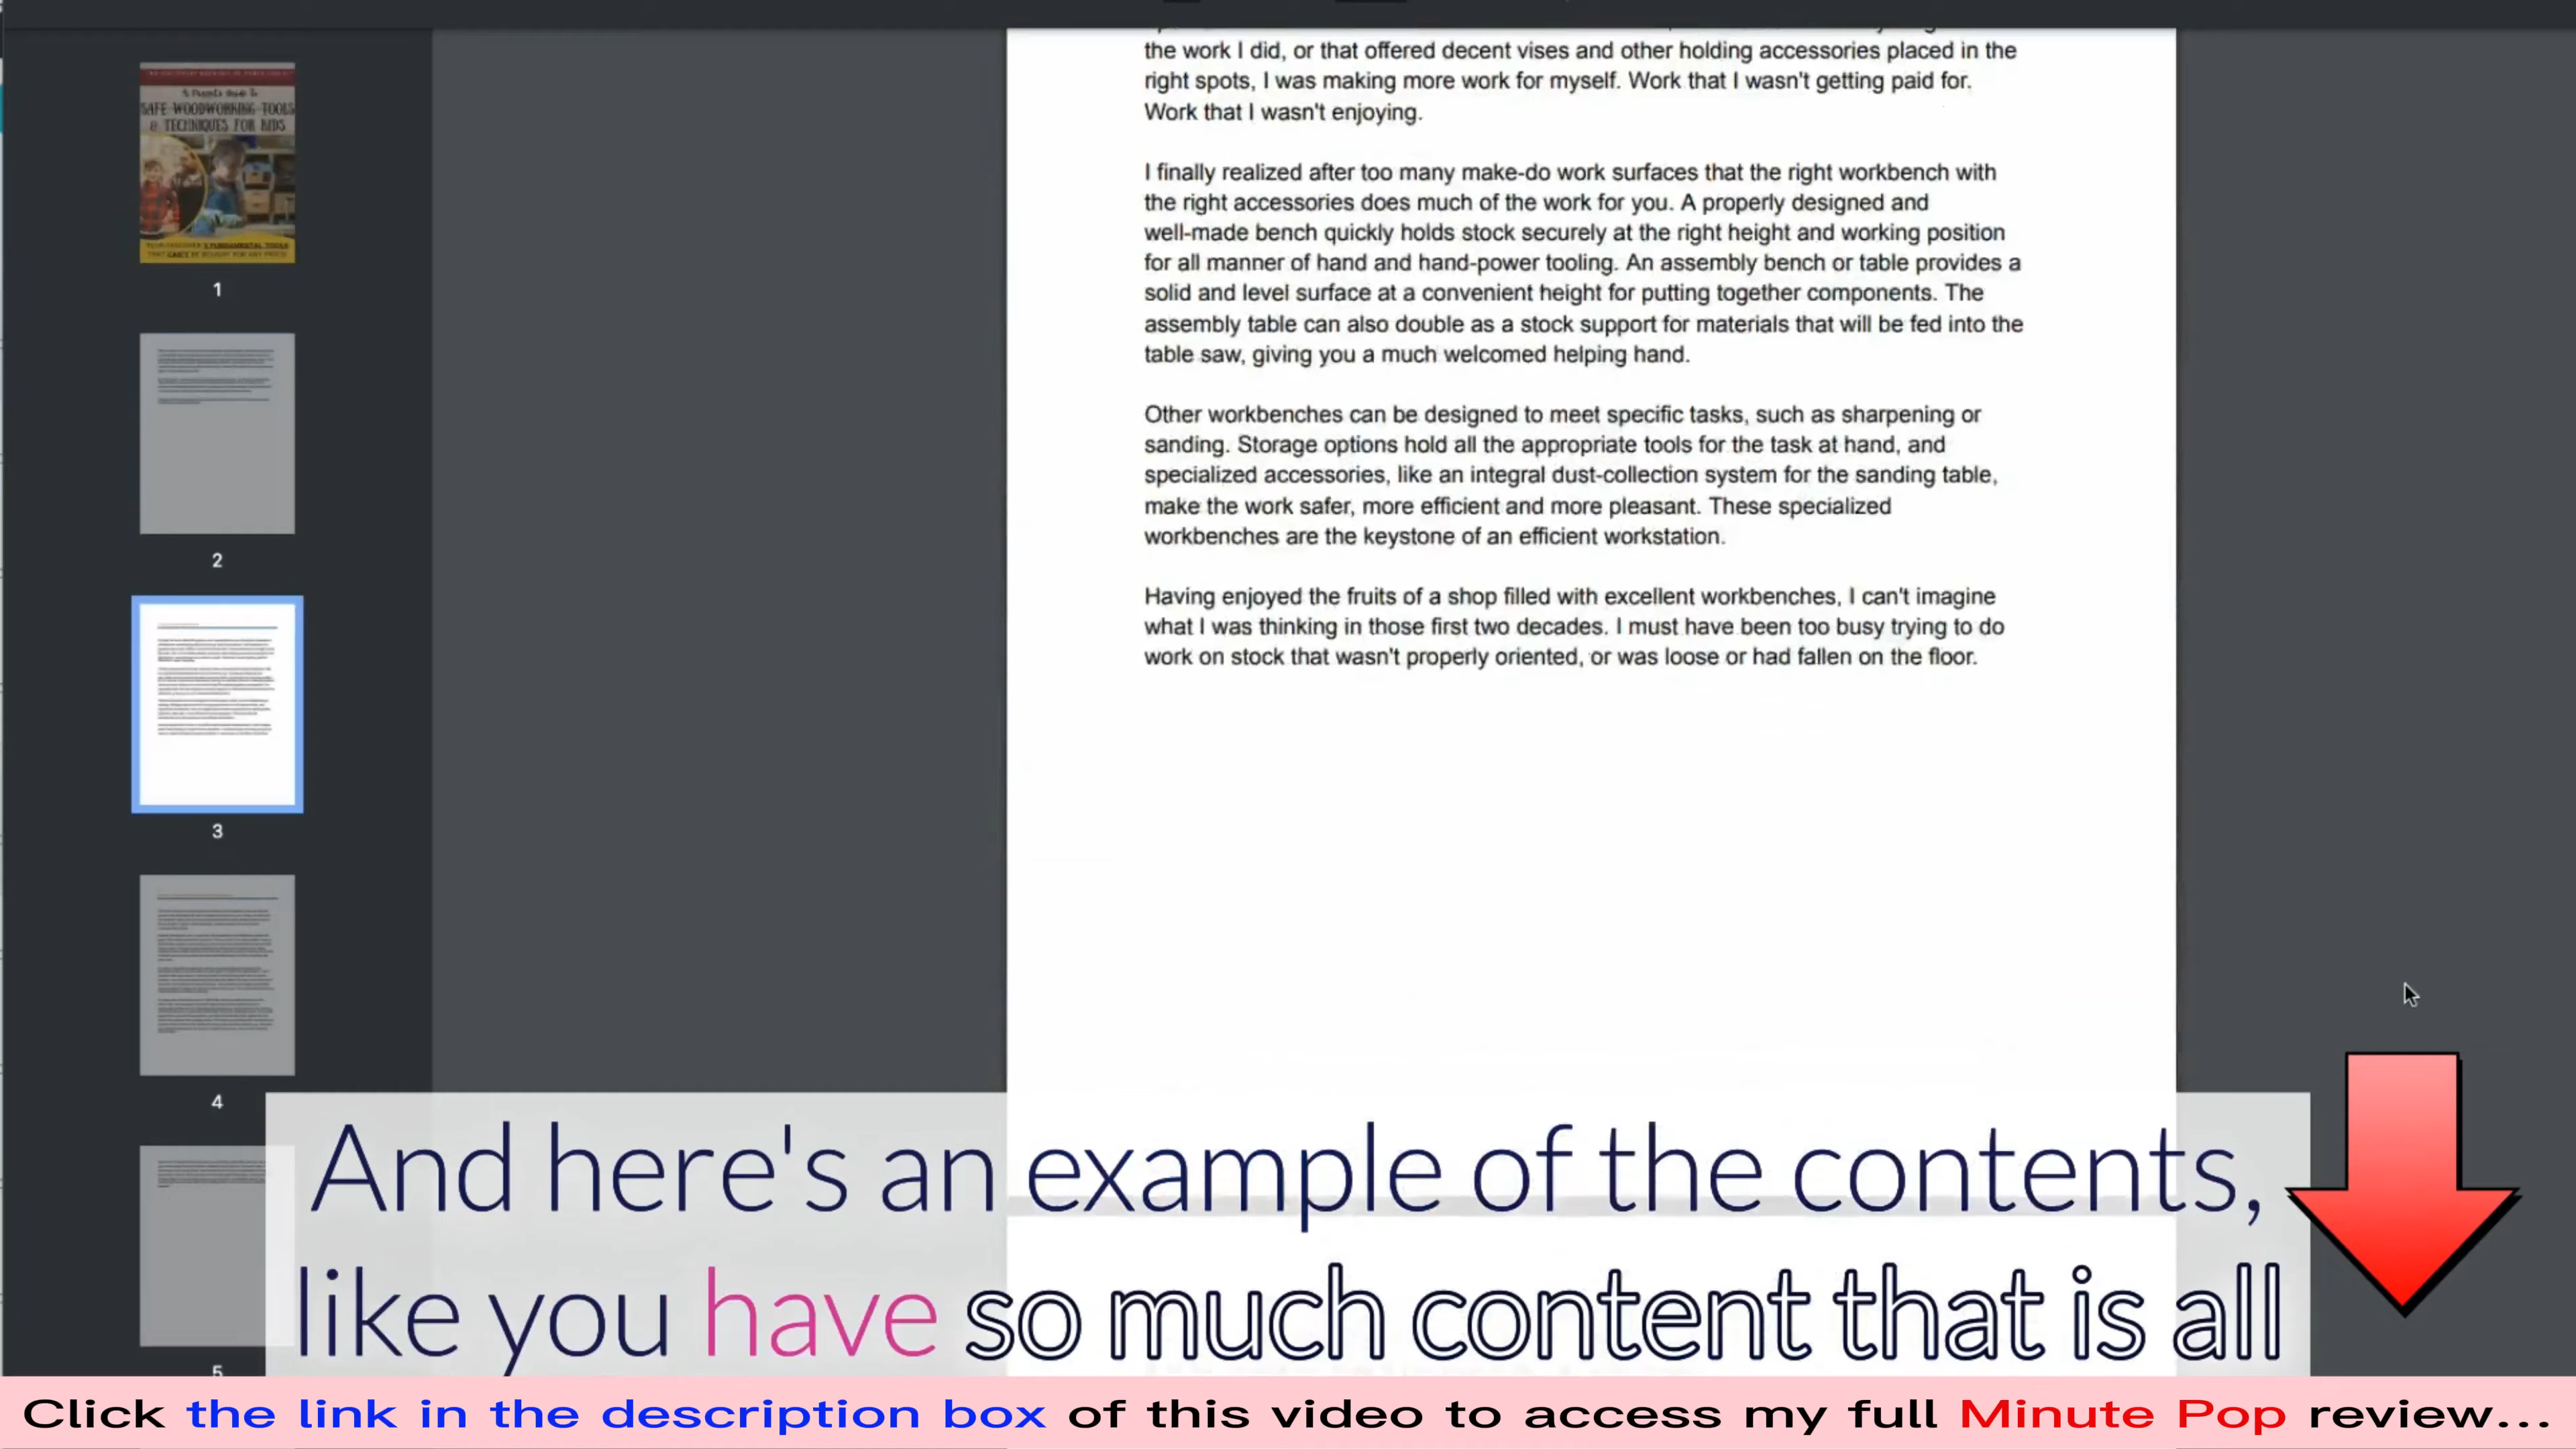 A Parent's Guide To
SAFE WOODWORKING TOOLS
& TECHNIQUES FOR KIDS
1
2
3
4
5
the work I did, or that offered decent vises and other holding accessories placed in the
right spots, I was making more work for myself. Work that I wasn't getting paid for.
Work that I wasn't enjoying.
I finally realized after too many make-do work surfaces that the right workbench with
the right accessories does much of the work for you. A properly designed and
well-made bench quickly holds stock securely at the right height and working position
for all manner of hand and hand-power tooling. An assembly bench or table provides a
solid and level surface at a convenient height for putting together components. The
assembly table can also double as a stock support for materials that will be fed into the
table saw, giving you a much welcomed helping hand.
Other workbenches can be designed to meet specific tasks, such as sharpening or
sanding. Storage options hold all the appropriate tools for the task at hand, and
specialized accessories, like an integral dust-collection system for the sanding table,
make the work safer, more efficient and more pleasant. These specialized
workbenches are the keystone of an efficient workstation.
Having enjoyed the fruits of a shop filled with excellent workbenches, I can't imagine
what I was thinking in those first two decades. I must have been too busy trying to do
work on stock that wasn't properly oriented, or was loose or had fallen on the floor.
And here's an example of the contents,
like you have so much content that is all
Click the link in the description box of this video to access my full Minute Pop review...